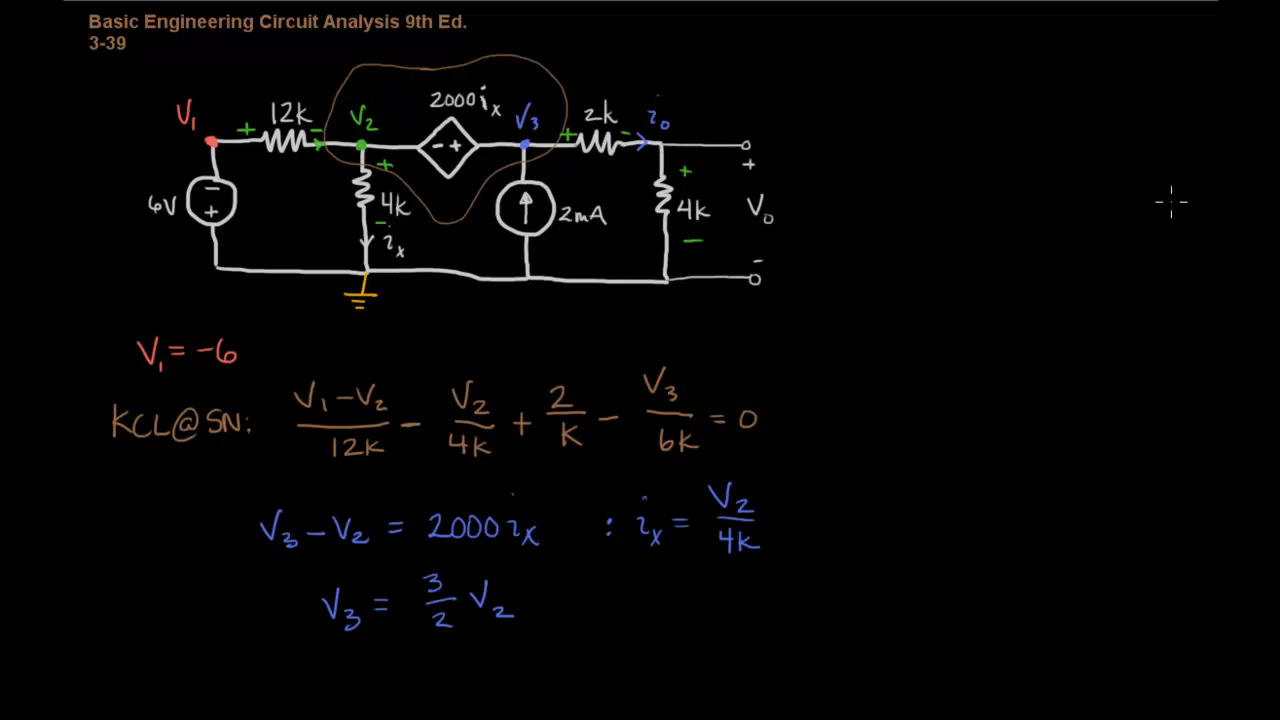 Basic Engineering Circuit Analysis 9th Ed.
3-39
V₁ 12k V₂ 2000iₓ V₃ 2k i₀
+ − − + + −
6V − + + 4k − iₓ 2mA + 4k − + V₀ −
V₁ = −6
KCL@SN: (V₁ − V₂)/12k − V₂/4k + 2/k − V₃/6k = 0
V₃ − V₂ = 2000iₓ : iₓ = V₂/4k
V₃ = 3/2 V₂